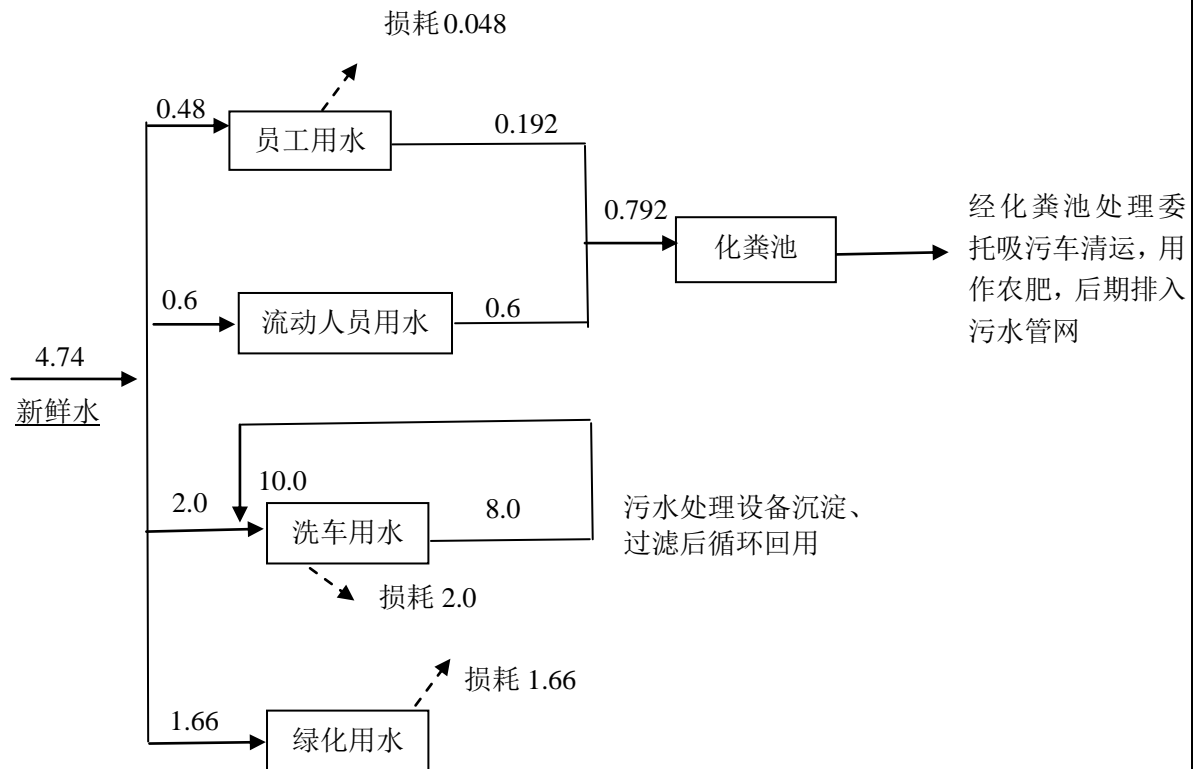 损耗0.048
0.48
员工用水
0.192
0.792
化粪池
经化粪池处理委
托吸污车清运，用
作农肥，后期排入
污水管网
0.6
流动人员用水
0.6
4.74
新鲜水
2.0
10.0
洗车用水
8.0
污水处理设备沉淀、
过滤后循环回用
损耗 2.0
损耗 1.66
1.66
绿化用水